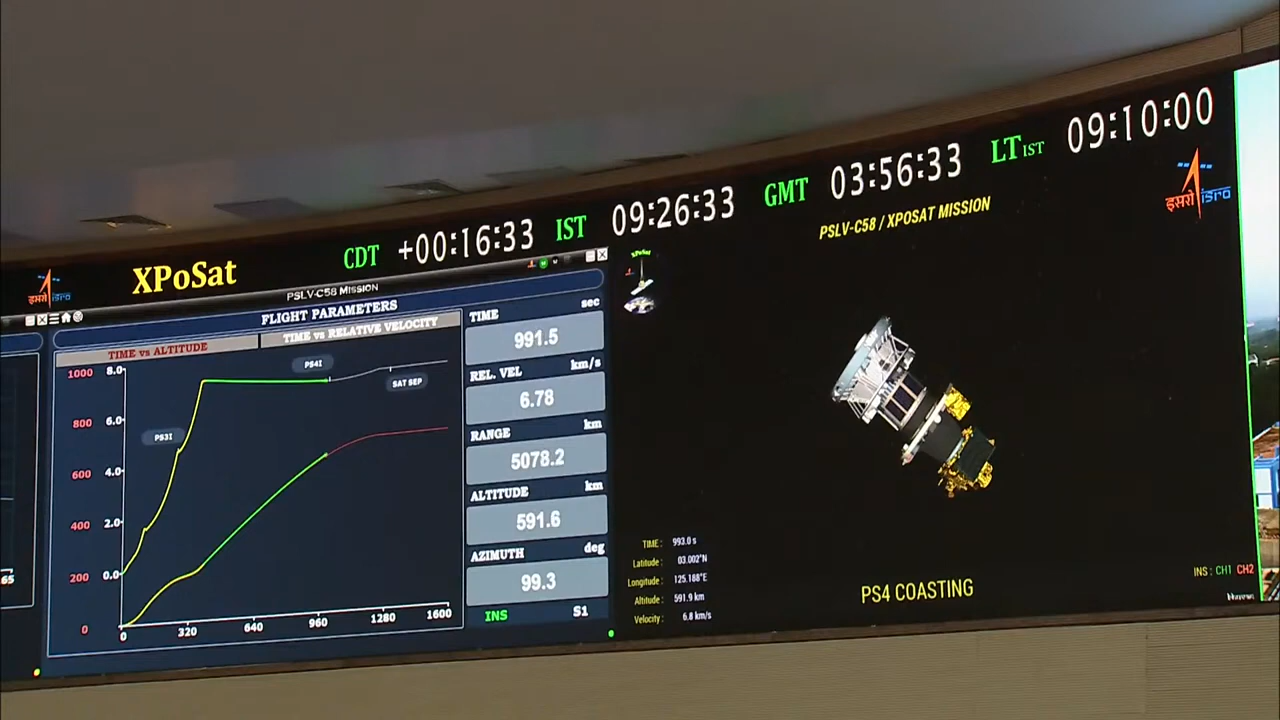 CDT +00:16:33 IST 09:26:33 GMT 03:56:33 LT IST 09:10:00
इसरो isro
XPoSat
PSLV-C58 MISSION
FLIGHT PARAMETERS
TIME vs ALTITUDE
TIME vs RELATIVE VELOCITY
1000 8.0
800 6.0
600 4.0
400 2.0
200 0.0
0
0 320 640 960 1280 1600
PS3I
PS4I
SAT SEP
65
TIME sec
991.5
REL. VEL km/s
6.78
RANGE km
5078.2
ALTITUDE km
591.6
AZIMUTH deg
99.3
INS S1
XPoSat
PSLV-C58 / XPOSAT MISSION
इसरो isro
TIME : 993.0 s
Latitude : 03.002°N
Longitude : 125.188°E
Altitude : 591.9 km
Velocity : 6.8 km/s
PS4 COASTING
INS : CH1 CH2